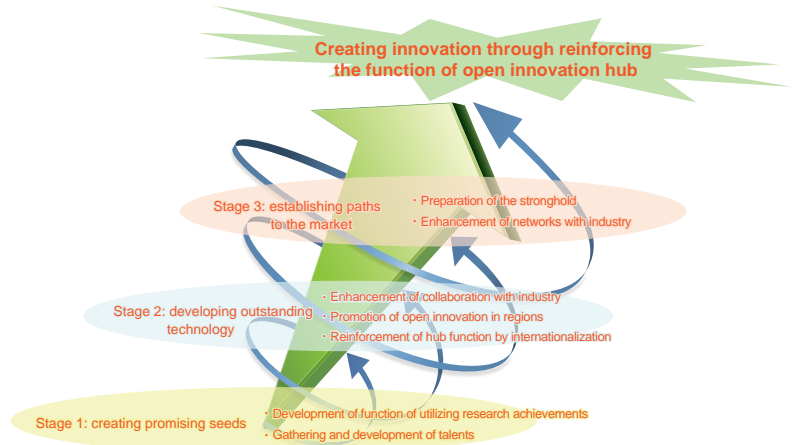 Creating innovation through reinforcing
the function of open innovation hub
Stage 3: establishing paths
to the market
・Preparation of the stronghold
・Enhancement of networks with industry
Stage 2: developing outstanding
technology
・Enhancement of collaboration with industry
・Promotion of open innovation in regions
・Reinforcement of hub function by internationalization
Stage 1: creating promising seeds
・Development of function of utilizing research achievements
・Gathering and development of talents